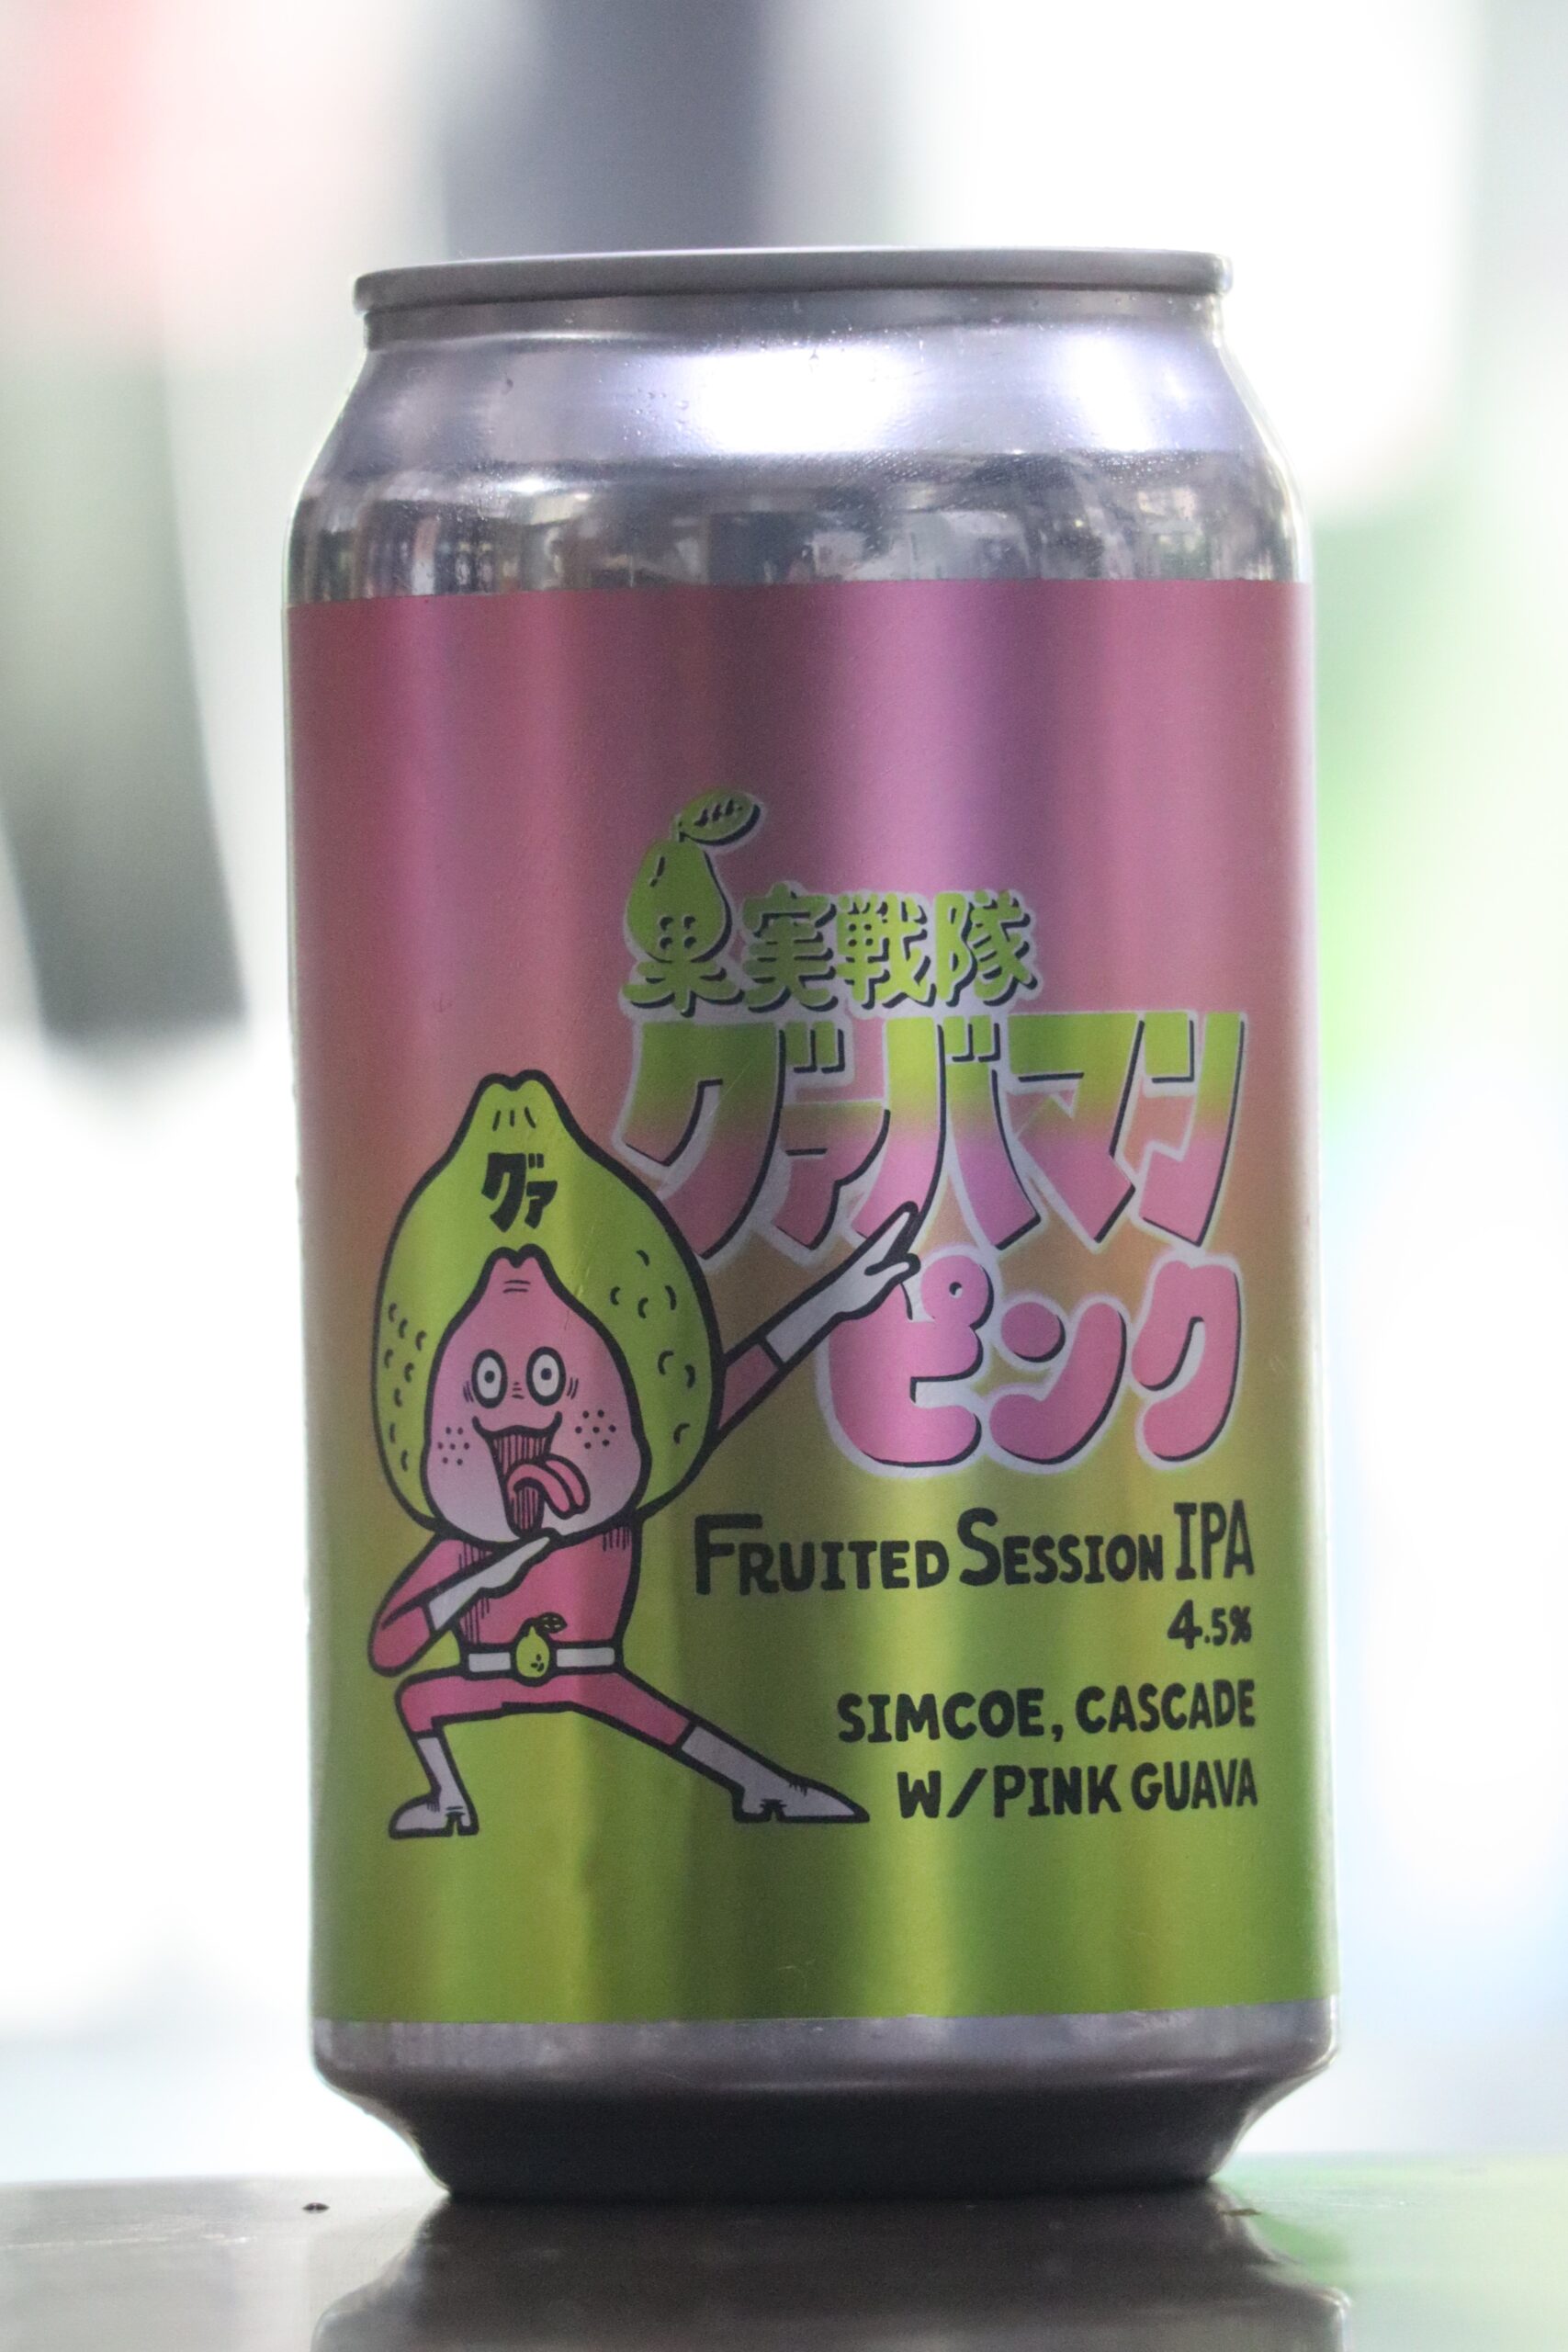 果実戦隊
グァバマン
ピンク
グァ
FRUITED SESSION IPA
4.5%
SIMCOE, CASCADE
W/PINK GUAVA